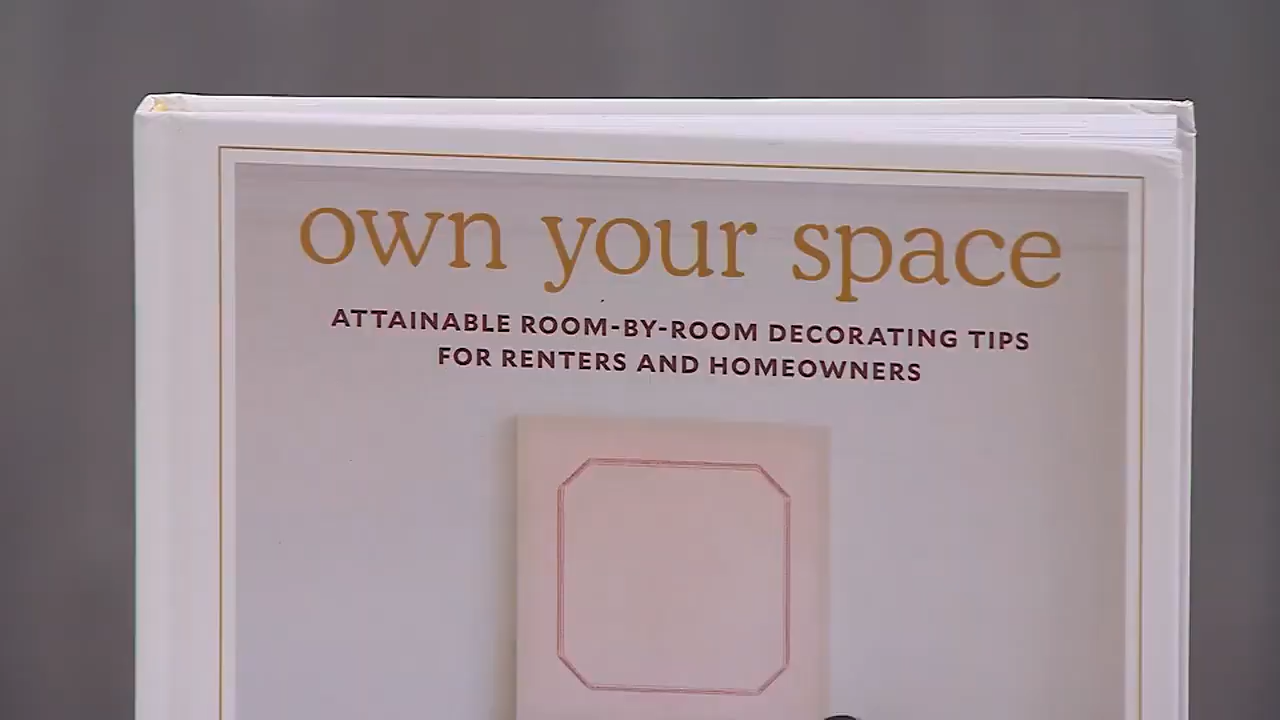 own your space
ATTAINABLE ROOM-BY-ROOM DECORATING TIPS
FOR RENTERS AND HOMEOWNERS